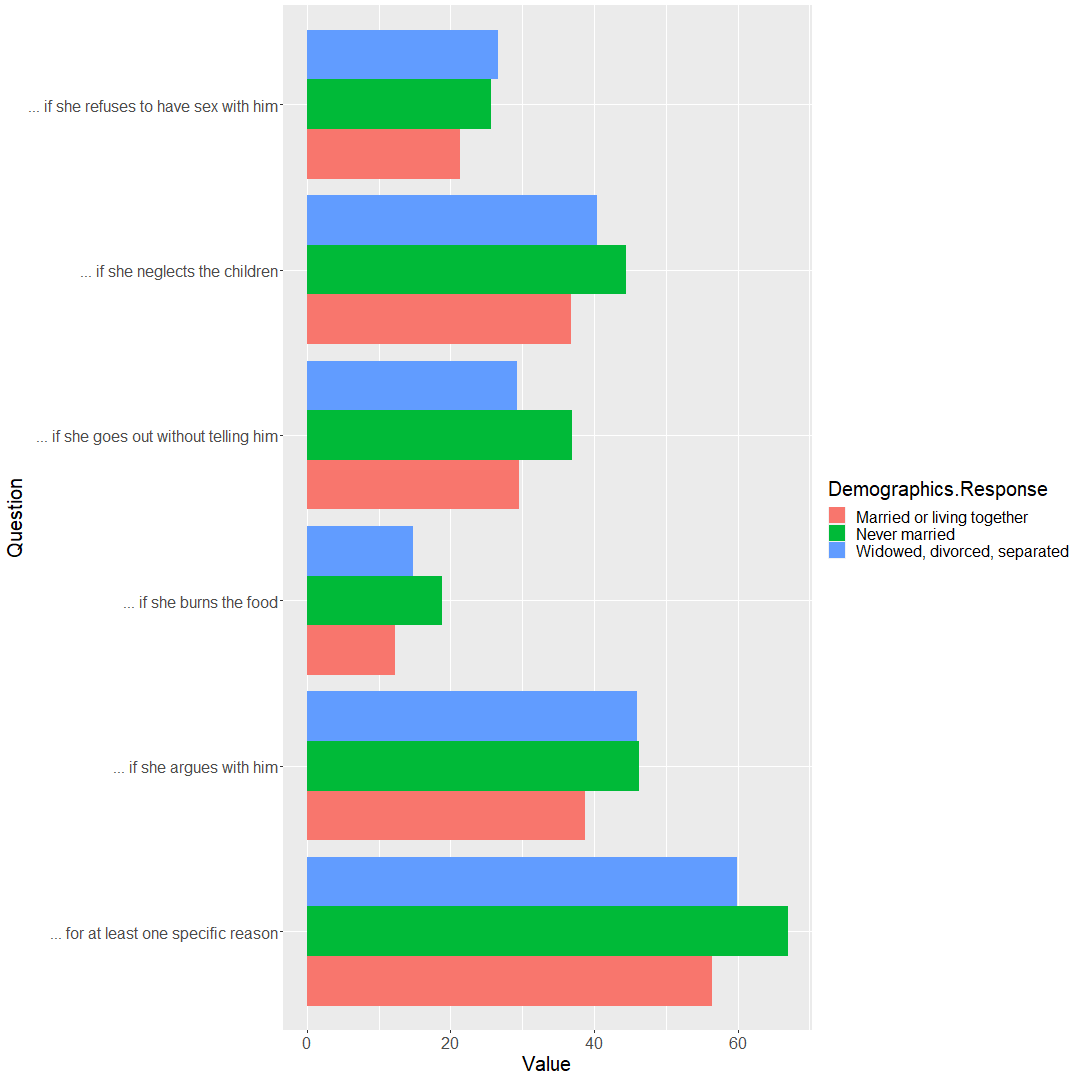 ... if she refuses to have sex with him
... if she neglects the children
... if she goes out without telling him
... if she burns the food
... if she argues with him
... for at least one specific reason
Question
0 20 40 60
Value
Demographics.Response
Married or living together
Never married
Widowed, divorced, separated